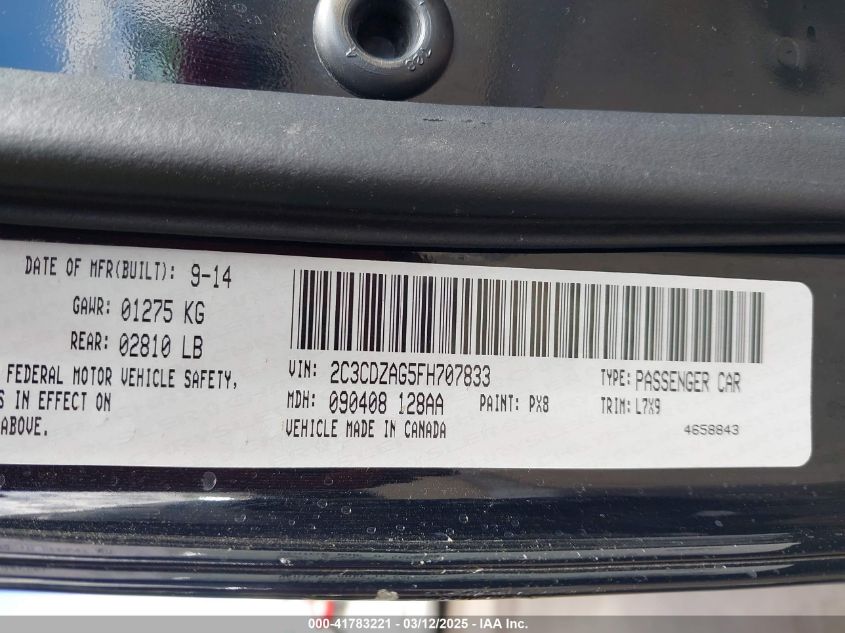 108 A
DATE OF MFR(BUILT): 9-14
GAWR: 01275 KG
REAR: 02810 LB
FEDERAL MOTOR VEHICLE SAFETY,
S IN EFFECT ON
ABOVE.
VIN: 2C3CDZAG5FH707833
TYPE: PASSENGER CAR
MDH: 090408 128AA PAINT: PX8 TRIM: L7X9
VEHICLE MADE IN CANADA
4658843
000-41783221 - 03/12/2025 - IAA Inc.